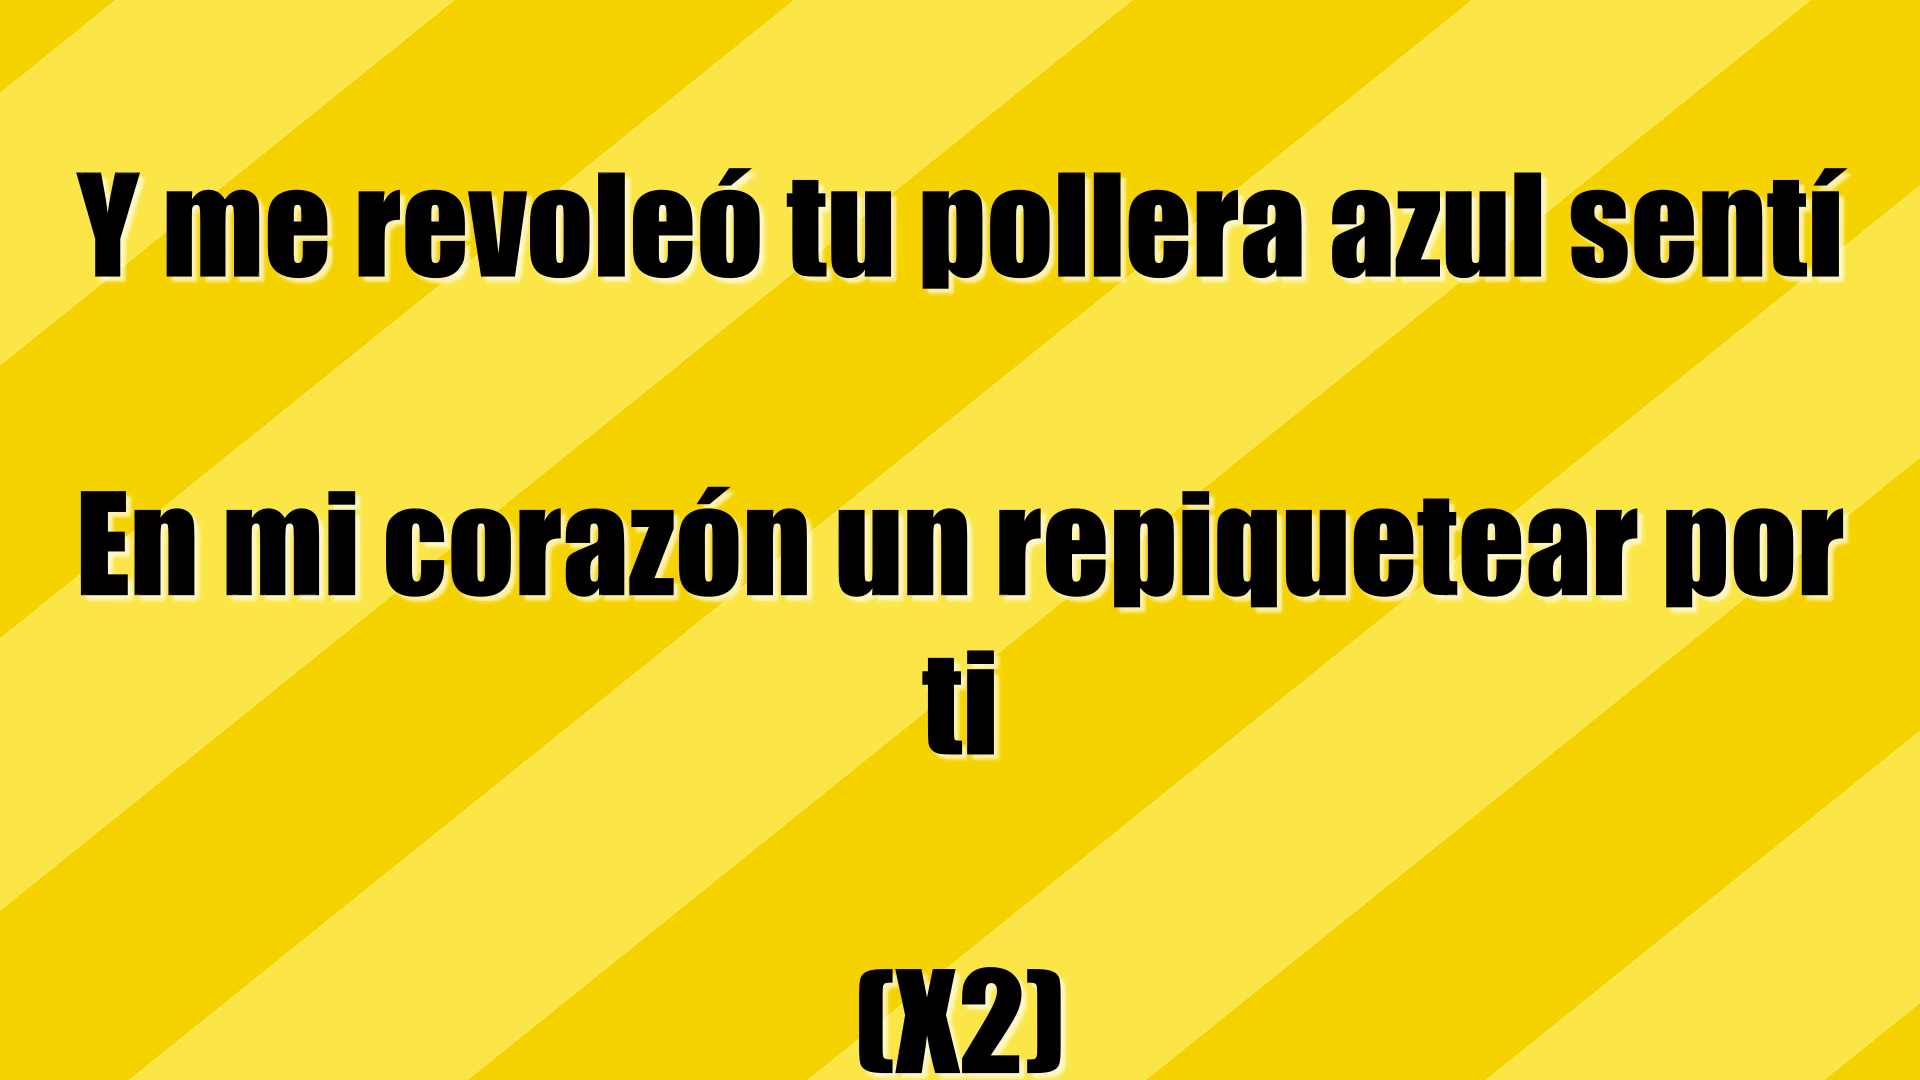 Y me revoleó tu pollera azul sentí
En mi corazón un repiquetear por
ti
(X2)